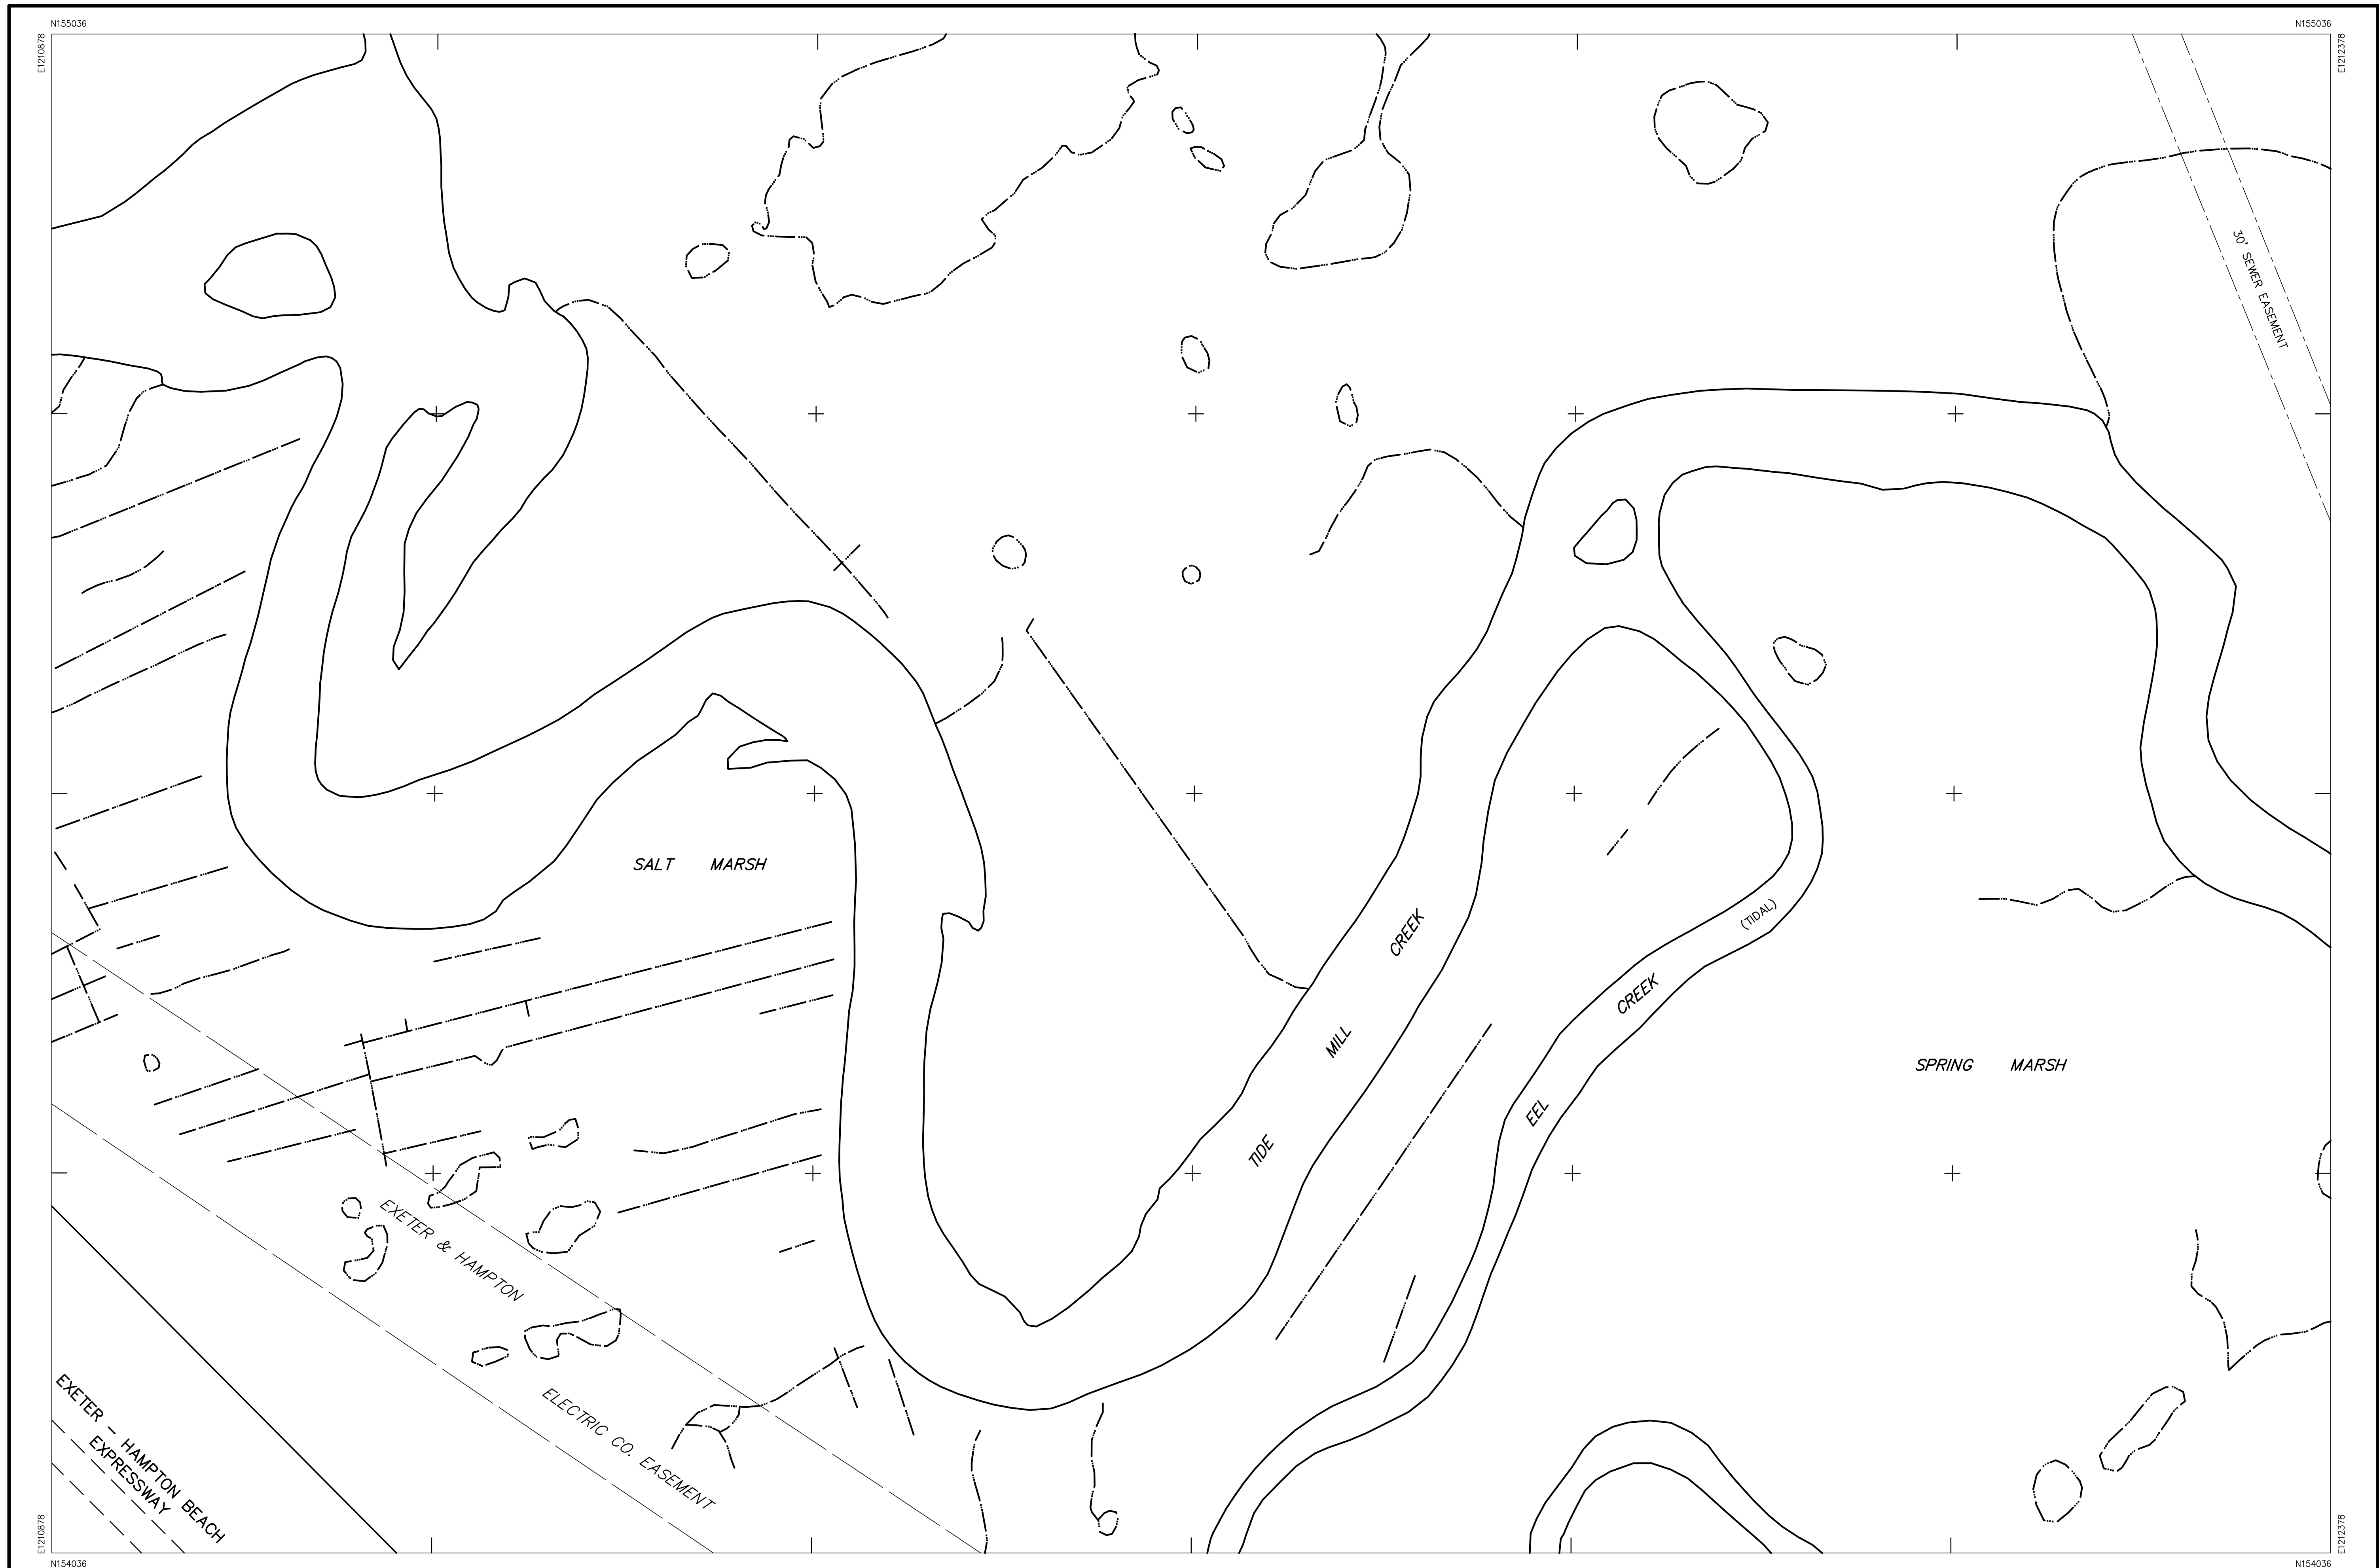 N155036
N155036
E1210878
E1212378
30' SEWER EASEMENT
SALT MARSH
TIDE MILL CREEK
(TIDAL)
EEL CREEK
SPRING MARSH
EXETER & HAMPTON
ELECTRIC CO. EASEMENT
EXETER - HAMPTON BEACH
EXPRESSWAY
E1210878
E1212378
N154036
N154036